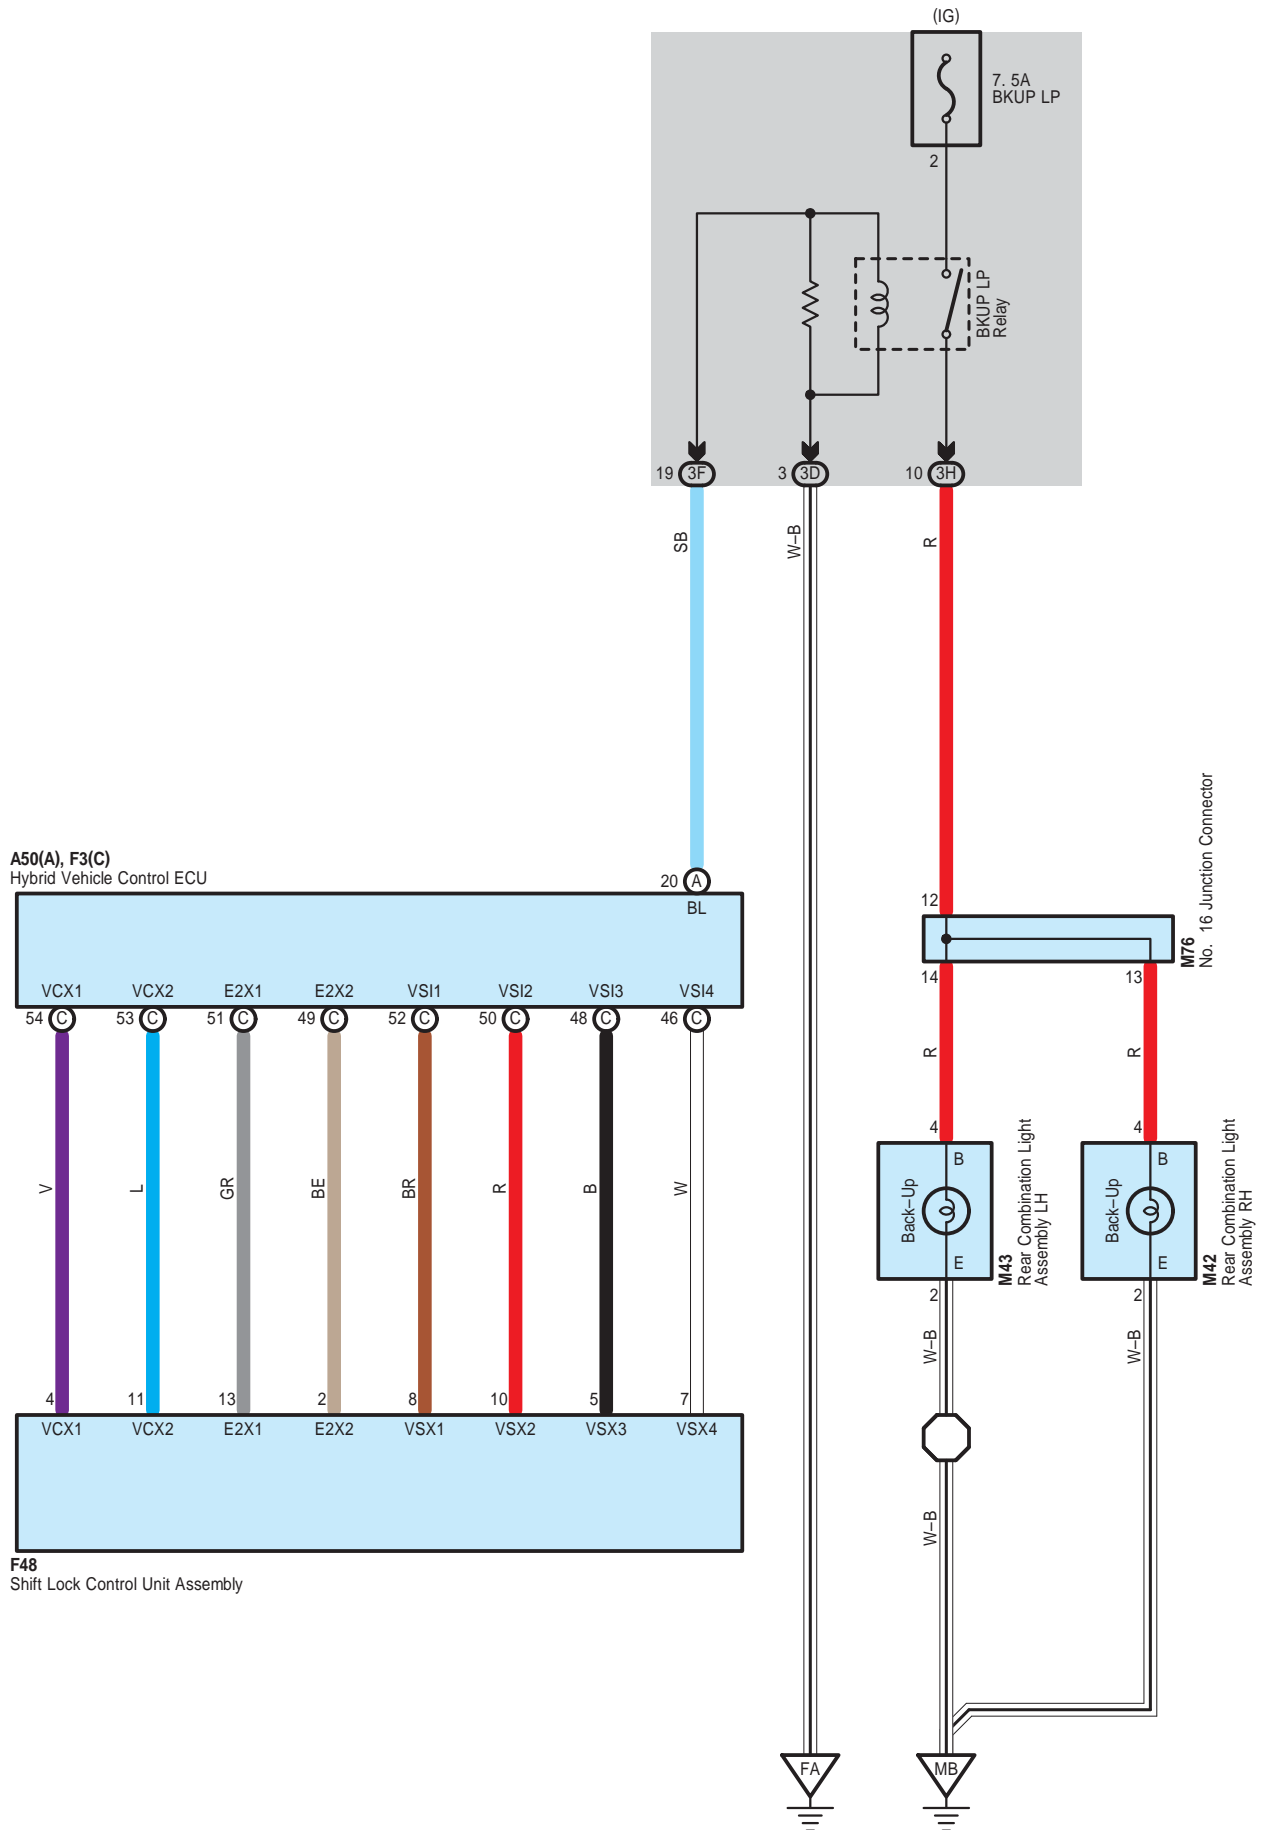 (IG)
7. 5A
BKUP LP
2
BKUP LP
Relay
19 3F
3 3D
10 3H
SB
W–B
R
A50(A), F3(C)
Hybrid Vehicle Control ECU
20 A
BL
VCX1 VCX2 E2X1 E2X2 VSI1 VSI2 VSI3 VSI4
54 C 53 C 51 C 49 C 52 C 50 C 48 C 46 C
V L GR BE BR R B W
4 11 13 2 8 10 5 7
VCX1 VCX2 E2X1 E2X2 VSX1 VSX2 VSX3 VSX4
F48
Shift Lock Control Unit Assembly
12
M76
No. 16 Junction Connector
14 13
R R
4 4
B B
Back–Up
E
M43
Rear Combination Light
Assembly LH
Back–Up
E
M42
Rear Combination Light
Assembly RH
2 2
W–B W–B
W–B
FA MB